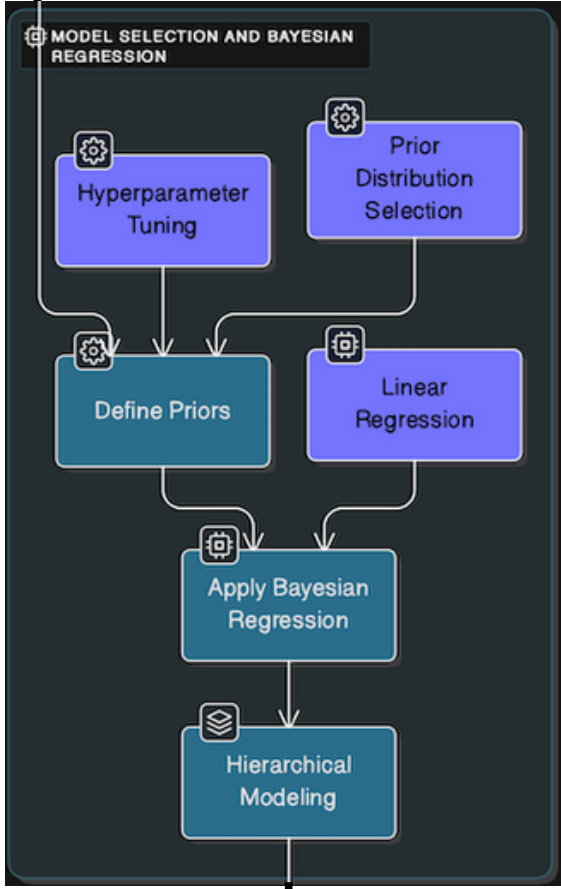 MODEL SELECTION AND BAYESIAN
REGRESSION
Hyperparameter
Tuning
Prior
Distribution
Selection
Define Priors
Linear
Regression
Apply Bayesian
Regression
Hierarchical
Modeling